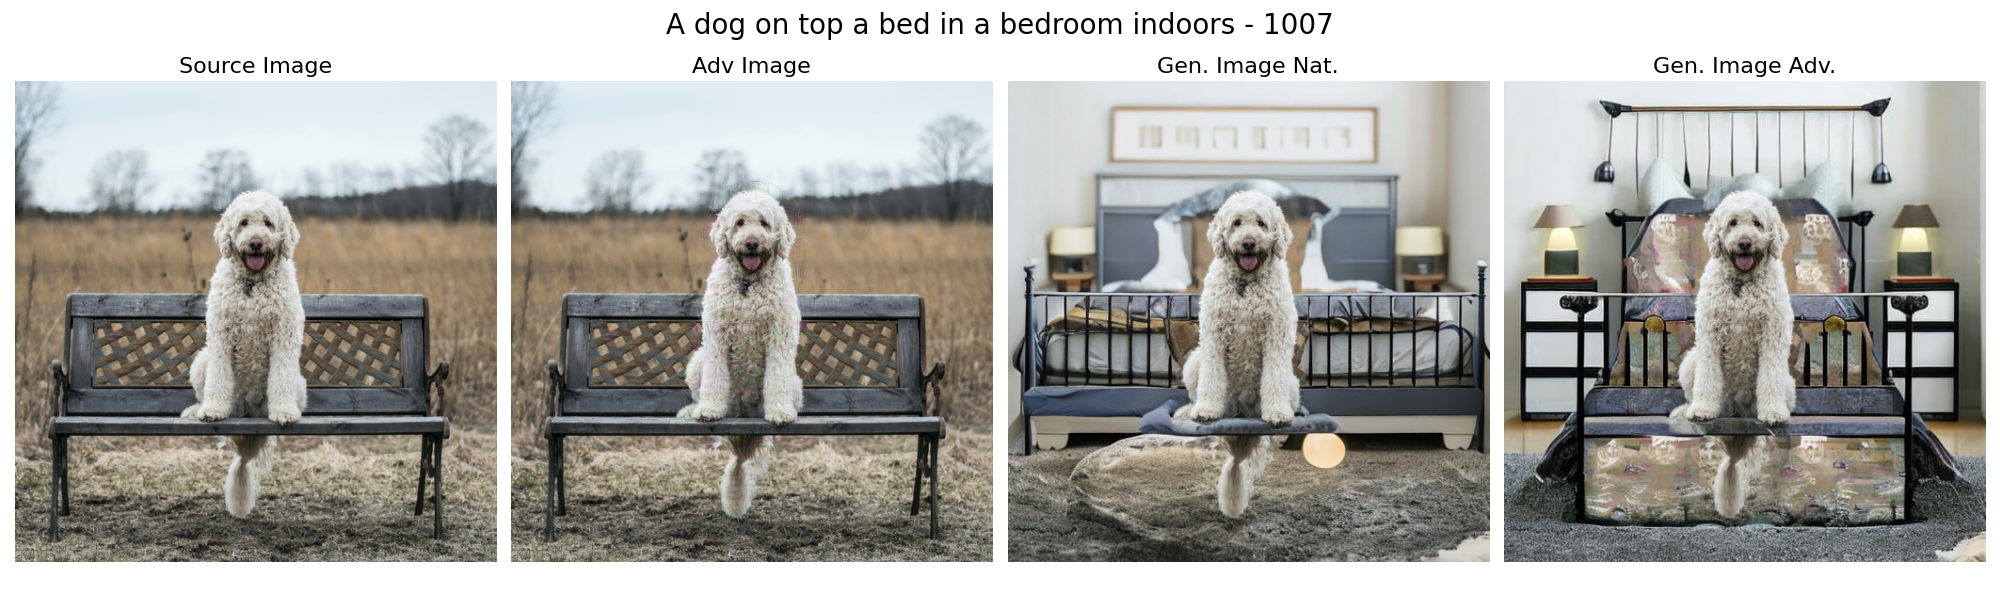 A dog on top a bed in a bedroom indoors - 1007
Source Image
Adv Image
Gen. Image Nat.
Gen. Image Adv.